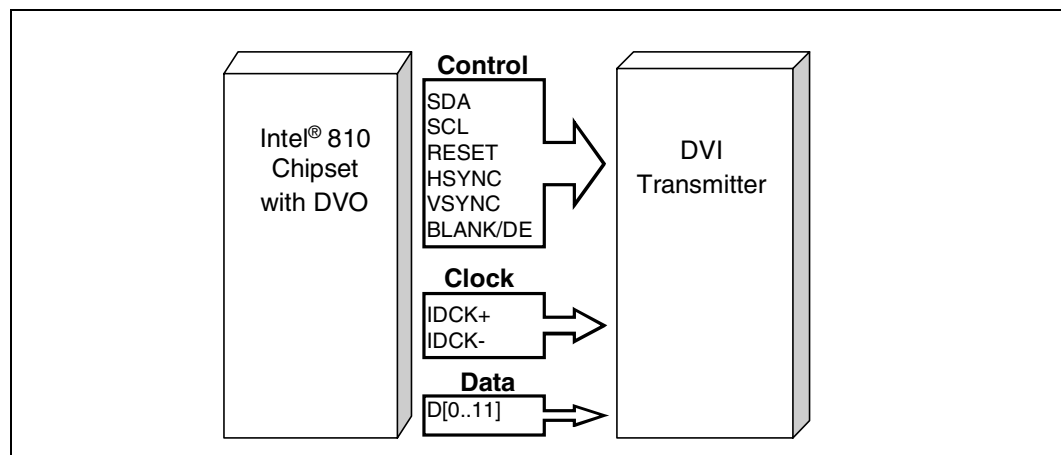 Intel® 810
Chipset
with DVO
Control
SDA
SCL
RESET
HSYNC
VSYNC
BLANK/DE
Clock
IDCK+
IDCK-
Data
D[0..11]
DVI
Transmitter